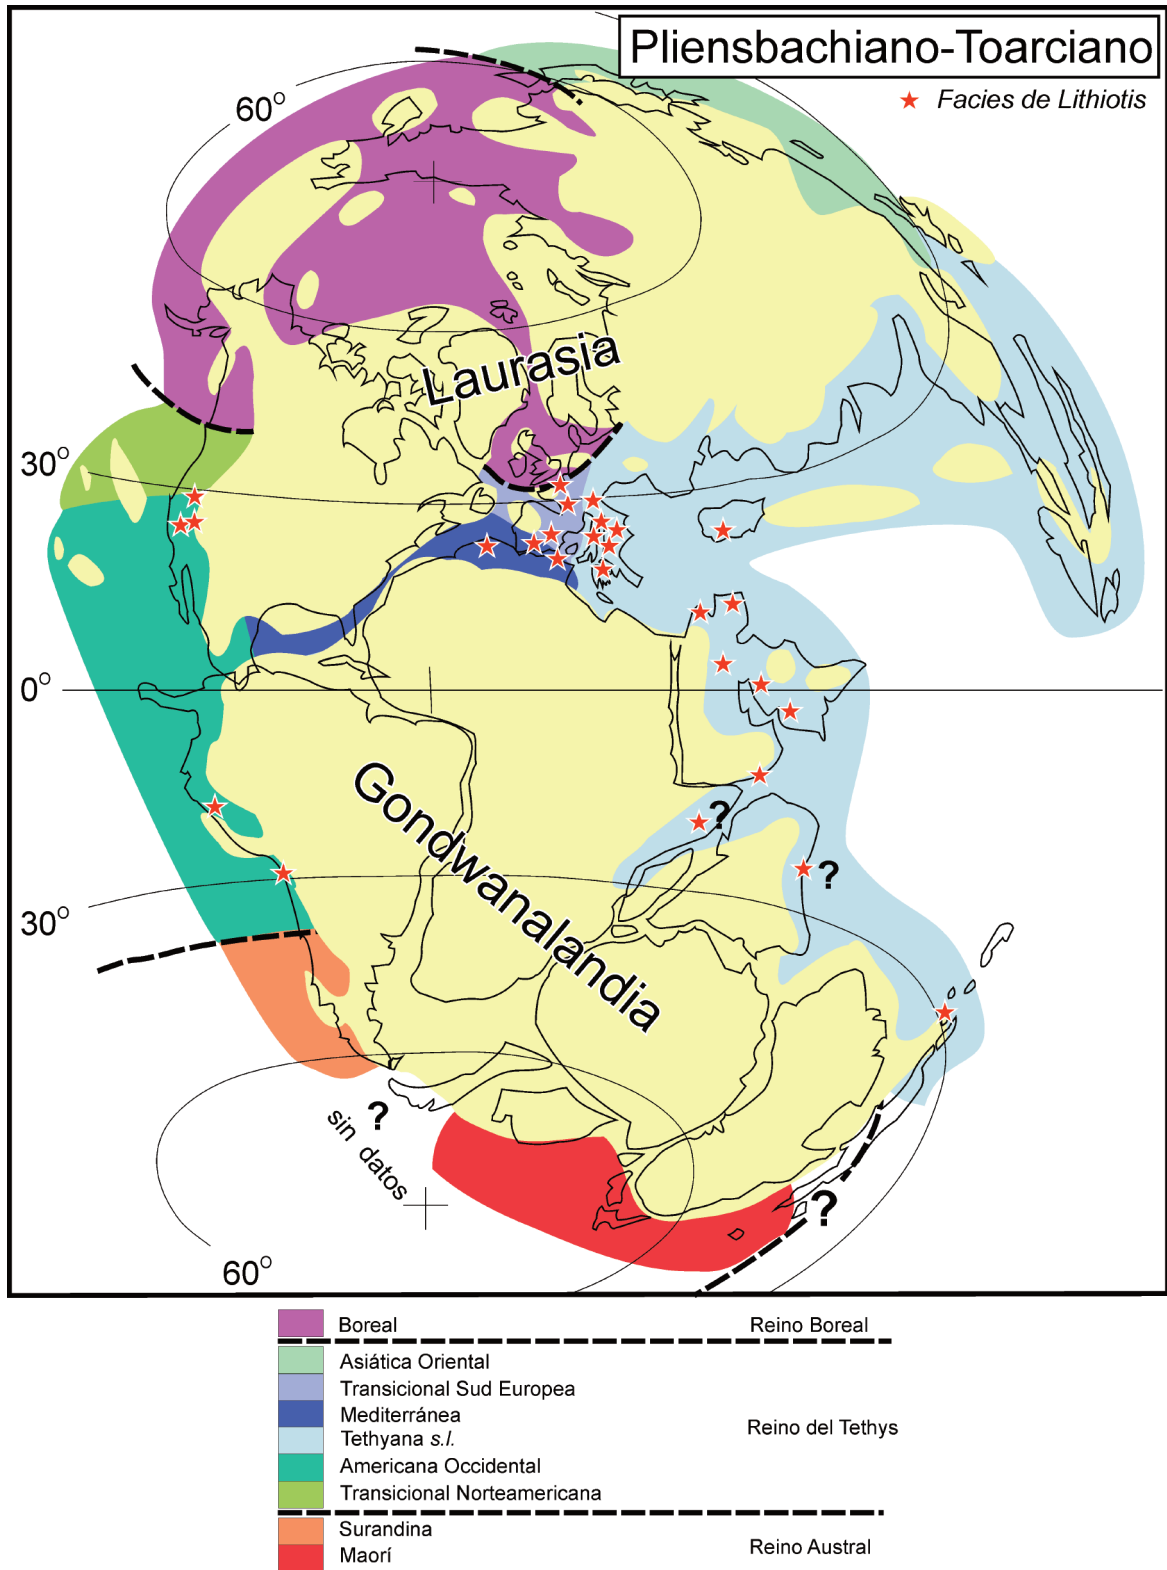 Pliensbachiano-Toarciano
Facies de Lithiotis
60°
Laurasia
30°
0°
Gondwanalandia
?
?
30°
?
sin datos
?
60°
Boreal
Reino Boreal
Asiática Oriental
Transicional Sud Europea
Mediterránea
Reino del Tethys
Tethyana s.l.
Americana Occidental
Transicional Norteamericana
Surandina
Reino Austral
Maorí